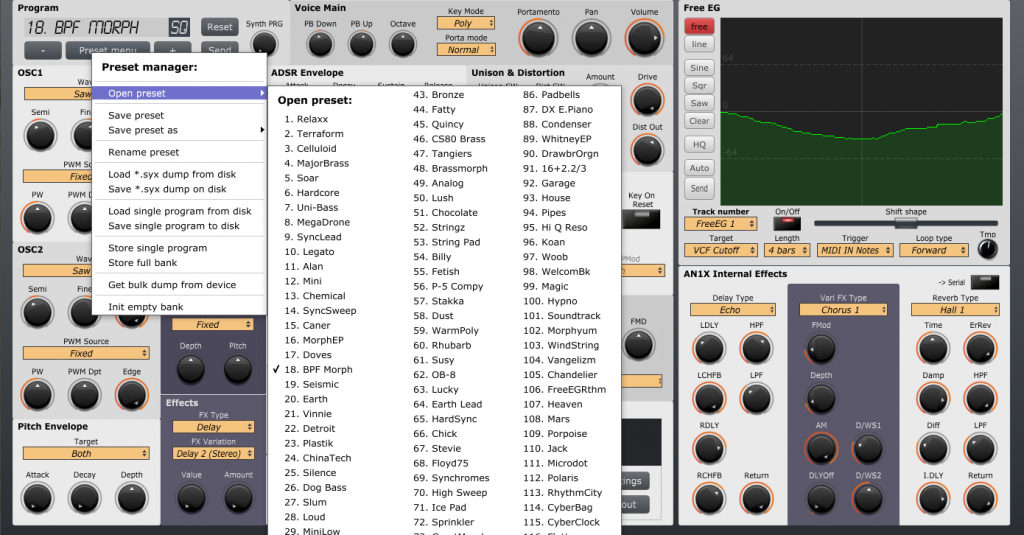 Program
18. BPF MORPH
SQ
Reset
Synth PRG
-
Preset menu
+
Send
Voice Main
PB Down
PB Up
Octave
Key Mode
Poly
Porta mode
Normal
Portamento
Pan
Volume
Free EG
free
line
Sine
Sqr
Saw
Clear
HQ
Auto
Send
64
-64
Track number
FreeEG 1
On/Off
Shift shape
Target
VCF Cutoff
Length
4 bars
Trigger
MIDI IN Notes
Loop type
Forward
Tmo
OSC1
Semi
PW
ADSR Envelope
Attack
Decay
Sustain
Release
Unison & Distortion
Amount
Drive
Dist Out
Key On
Reset
FMD
Preset manager:
Open preset
Save preset
Save preset as
Rename preset
Load *.syx dump from disk
Save *.syx dump on disk
Load single program from disk
Save single program to disk
Store single program
Store full bank
Get bulk dump from device
Init empty bank
Open preset:
1. Relaxx
2. Terraform
3. Celluloid
4. MajorBrass
5. Soar
6. Hardcore
7. Uni-Bass
8. MegaDrone
9. SyncLead
10. Legato
11. Alan
12. Mini
13. Chemical
14. SyncSweep
15. Caner
16. MorphEP
17. Doves
✓ 18. BPF Morph
19. Seismic
20. Earth
21. Vinnie
22. Detroit
23. Plastik
24. ChinaTech
25. Silence
26. Dog Bass
27. Slum
28. Loud
29. MiniLow
43. Bronze
44. Fatty
45. Quincy
46. CS80 Brass
47. Tangiers
48. Brassmorph
49. Analog
50. Lush
51. Chocolate
52. Stringz
53. String Pad
54. Billy
55. Fetish
56. P-5 Compy
57. Stakka
58. Dust
59. WarmPoly
60. Rhubarb
61. Susy
62. OB-8
63. Lucky
64. Earth Lead
65. HardSync
66. Chick
67. Stevie
68. Floyd75
69. Synchromes
70. High Sweep
71. Ice Pad
72. Sprinkler
86. Padbells
87. DX E.Piano
88. Condenser
89. WhitneyEP
90. DrawbrOrgn
91. 16+2.2/3
92. Garage
93. House
94. Pipes
95. Hi Q Reso
96. Koan
97. Woob
98. WelcomBk
99. Magic
100. Hypno
101. Soundtrack
102. Morphyum
103. WindString
104. Vangelizm
105. Chandelier
106. FreeEGRthm
107. Heaven
108. Mars
109. Porpoise
110. Jack
111. Microdot
112. Polaris
113. RhythmCity
114. CyberBag
115. CyberClock
OSC2
Saw
Semi
Fine
PWM Source
Fixed
PW
PWM Dpt
Edge
Fixed
Depth
Pitch
Pitch Envelope
Target
Both
Attack
Decay
Depth
Effects
FX Type
Delay
FX Variation
Delay 2 (Stereo)
Value
Amount
AN1X Internal Effects
-> Serial
Delay Type
Echo
LDLY
HPF
LCHFB
LPF
RDLY
RCHFB
Return
Vari FX Type
Chorus 1
FMod
Depth
AM
D/WS1
DLYOff
D/WS2
Reverb Type
Hall 1
Time
ErRev
Damp
HPF
Diff
LPF
I.DLY
Return